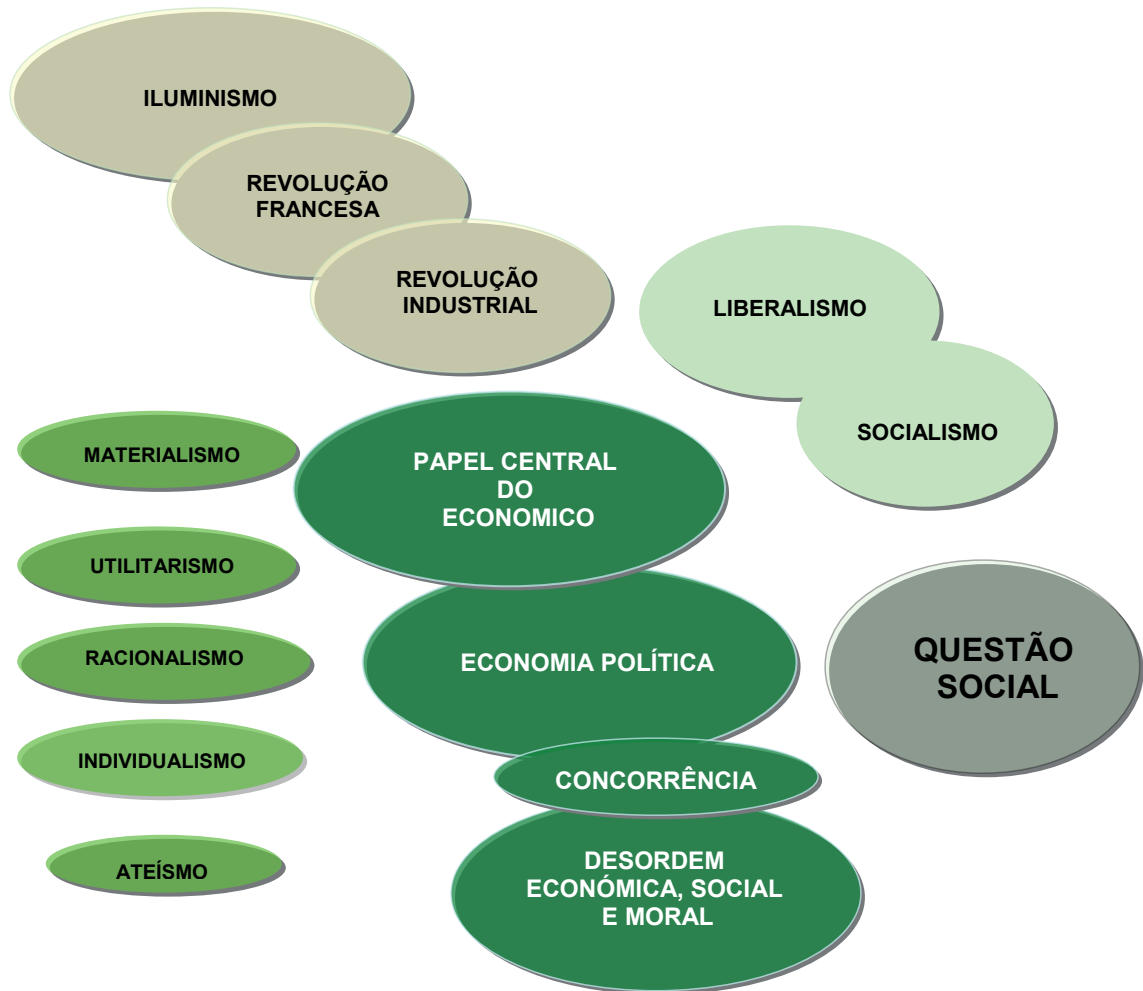 ILUMINISMO
REVOLUÇÃO
FRANCESA
REVOLUÇÃO
INDUSTRIAL
LIBERALISMO
SOCIALISMO
MATERIALISMO
UTILITARISMO
RACIONALISMO
INDIVIDUALISMO
ATEÍSMO
PAPEL CENTRAL
DO
ECONOMICO
ECONOMIA POLÍTICA
CONCORRÊNCIA
DESORDEM
ECONÓMICA, SOCIAL
E MORAL
QUESTÃO
SOCIAL